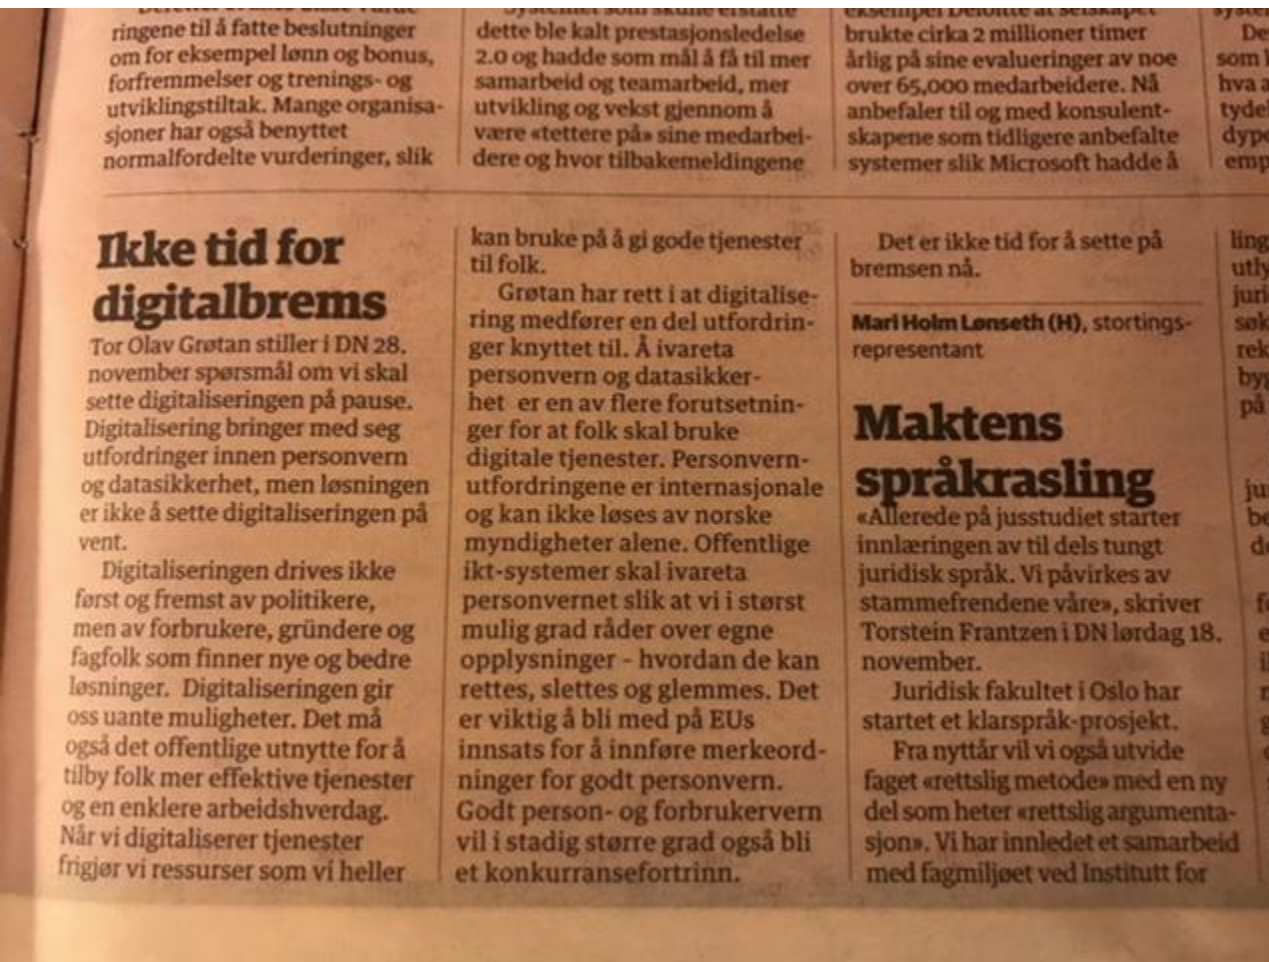 ringene til å fatte beslutninger
om for eksempel lønn og bonus,
forfremmelser og trenings- og
utviklingstiltak. Mange organisa-
sjoner har også benyttet
normalfordelte vurderinger, slik
dette ble kalt prestasjonsledelse
2.0 og hadde som mål å få til mer
samarbeid og teamarbeid, mer
utvikling og vekst gjennom å
være «tettere på» sine medarbei-
dere og hvor tilbakemeldingene
eksempel Deloitte at selskapet
brukte cirka 2 millioner timer
årlig på sine evalueringer av noe
over 65,000 medarbeidere. Nå
anbefaler til og med konsulent-
skapene som tidligere anbefalte
systemer slik Microsoft hadde å
Ikke tid for
digitalbrems
Tor Olav Grøtan stiller i DN 28.
november spørsmål om vi skal
sette digitaliseringen på pause.
Digitalisering bringer med seg
utfordringer innen personvern
og datasikkerhet, men løsningen
er ikke å sette digitaliseringen på
vent.
Digitaliseringen drives ikke
først og fremst av politikere,
men av forbrukere, gründere og
fagfolk som finner nye og bedre
løsninger. Digitaliseringen gir
oss uante muligheter. Det må
også det offentlige utnytte for å
tilby folk mer effektive tjenester
og en enklere arbeidshverdag.
Når vi digitaliserer tjenester
frigjør vi ressurser som vi heller
kan bruke på å gi gode tjenester
til folk.
Grøtan har rett i at digitalise-
ring medfører en del utfordrin-
ger knyttet til. Å ivareta
personvern og datasikker-
het er en av flere forutsetnin-
ger for at folk skal bruke
digitale tjenester. Personvern-
utfordringene er internasjonale
og kan ikke løses av norske
myndigheter alene. Offentlige
ikt-systemer skal ivareta
personvernet slik at vi i størst
mulig grad råder over egne
opplysninger - hvordan de kan
rettes, slettes og glemmes. Det
er viktig å bli med på EUs
innsats for å innføre merkeord-
ninger for godt personvern.
Godt person- og forbrukervern
vil i stadig større grad også bli
et konkurransefortrinn.
Det er ikke tid for å sette på
bremsen nå.
Mari Holm Lønseth (H), stortings-
representant
Maktens
språkrasling
«Allerede på jusstudiet starter
innlæringen av til dels tungt
juridisk språk. Vi påvirkes av
stammefrendene våre», skriver
Torstein Frantzen i DN lørdag 18.
november.
Juridisk fakultet i Oslo har
startet et klarspråk-prosjekt.
Fra nyttår vil vi også utvide
faget «rettslig metode» med en ny
del som heter «rettslig argumenta-
sjon». Vi har innledet et samarbeid
med fagmiljøet ved Institutt for